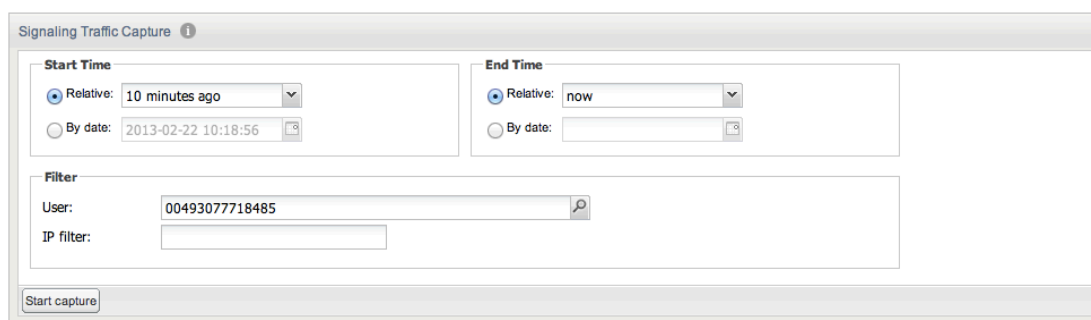 Signaling Traffic Capture
Start Time
Relative: 10 minutes ago
By date: 2013-02-22 10:18:56
End Time
Relative: now
By date:
Filter
User: 00493077718485
IP filter:
Start capture